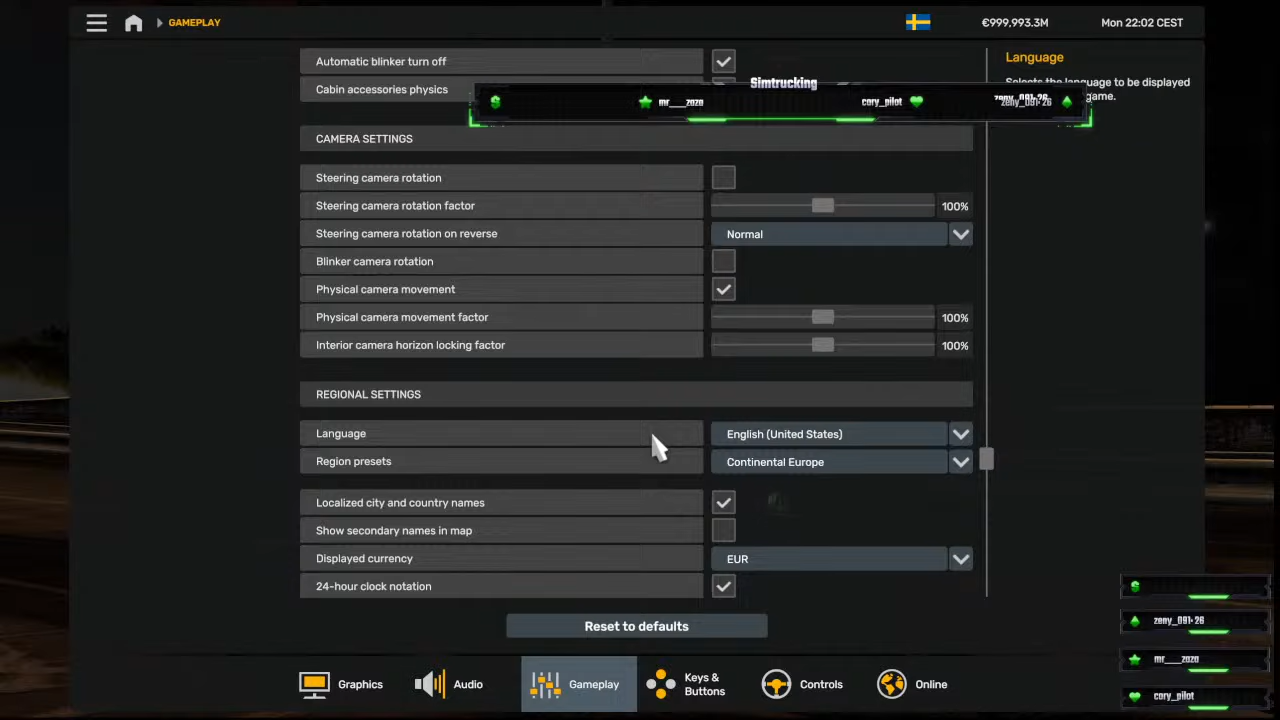 GAMEPLAY
€999,993.3M
Mon 22:02 CEST
Automatic blinker turn off
Language
Cabin accessories physics
Simtrucking
Selects the language to be displayed
game.
mr___zaza
cory_pilot
CAMERA SETTINGS
Steering camera rotation
Steering camera rotation factor
100%
Steering camera rotation on reverse
Normal
Blinker camera rotation
Physical camera movement
Physical camera movement factor
100%
Interior camera horizon locking factor
100%
REGIONAL SETTINGS
Language
English (United States)
Region presets
Continental Europe
Localized city and country names
Show secondary names in map
Displayed currency
EUR
24-hour clock notation
Reset to defaults
mr___zaza
cory_pilot
Graphics
Audio
Gameplay
Keys &
Buttons
Controls
Online